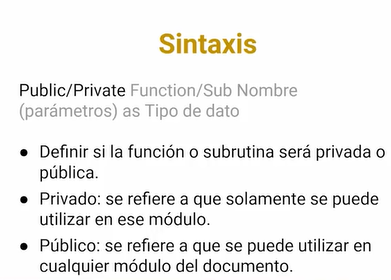 Sintaxis
Public/Private Function/Sub Nombre
(parámetros) as Tipo de dato
● Definir si la función o subrutina será privada o
pública.
● Privado: se refiere a que solamente se puede
utilizar en ese módulo.
● Público: se refiere a que se puede utilizar en
cualquier módulo del documento.